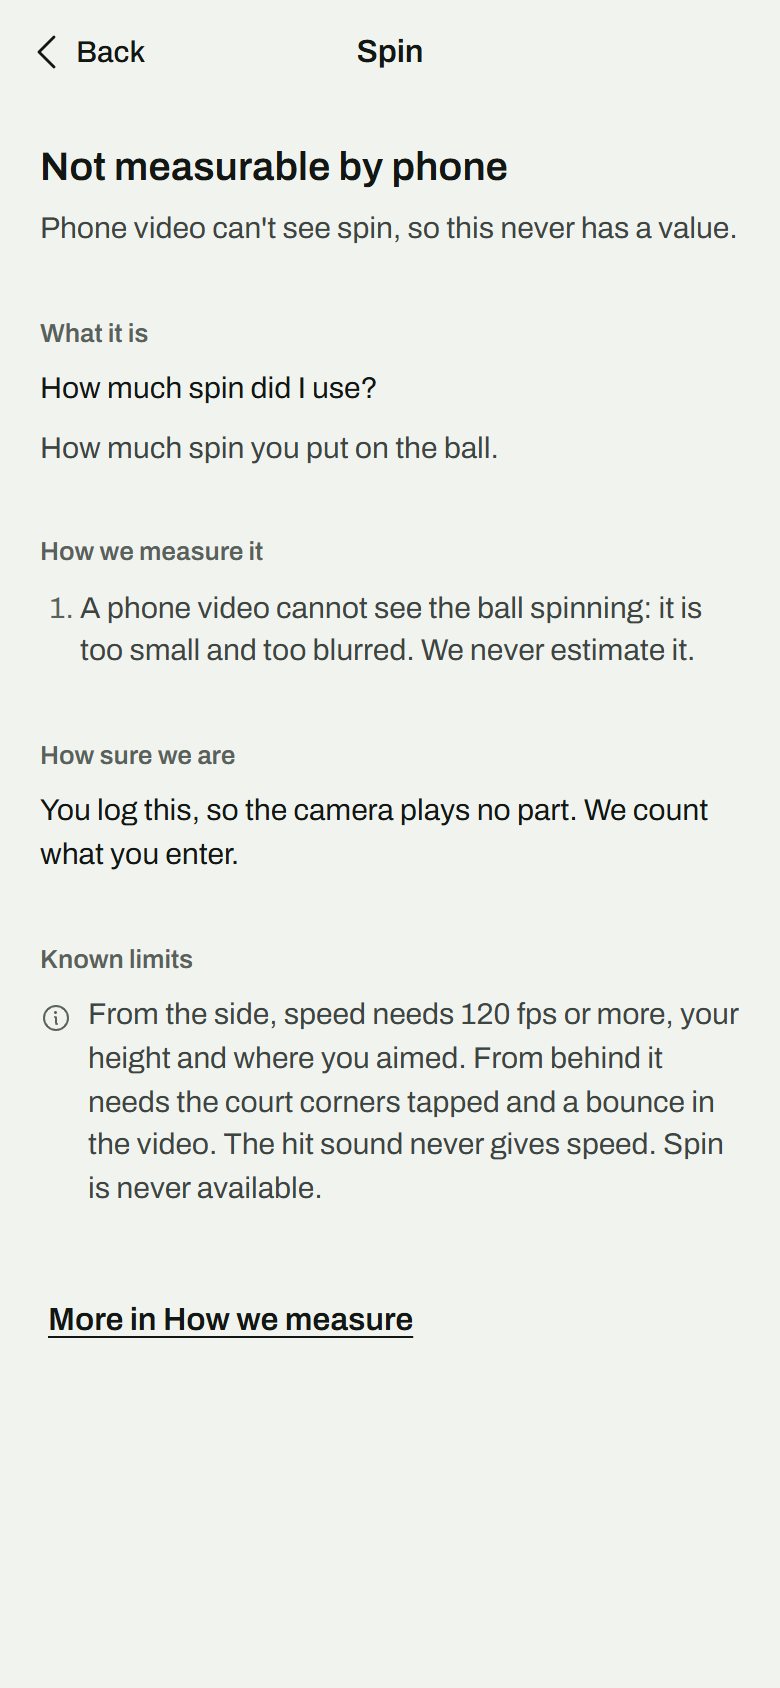 Back
Spin
Not measurable by phone
Phone video can't see spin, so this never has a value.
What it is
How much spin did I use?
How much spin you put on the ball.
How we measure it
1. A phone video cannot see the ball spinning: it is
too small and too blurred. We never estimate it.
How sure we are
You log this, so the camera plays no part. We count
what you enter.
Known limits
From the side, speed needs 120 fps or more, your
height and where you aimed. From behind it
needs the court corners tapped and a bounce in
the video. The hit sound never gives speed. Spin
is never available.
More in How we measure